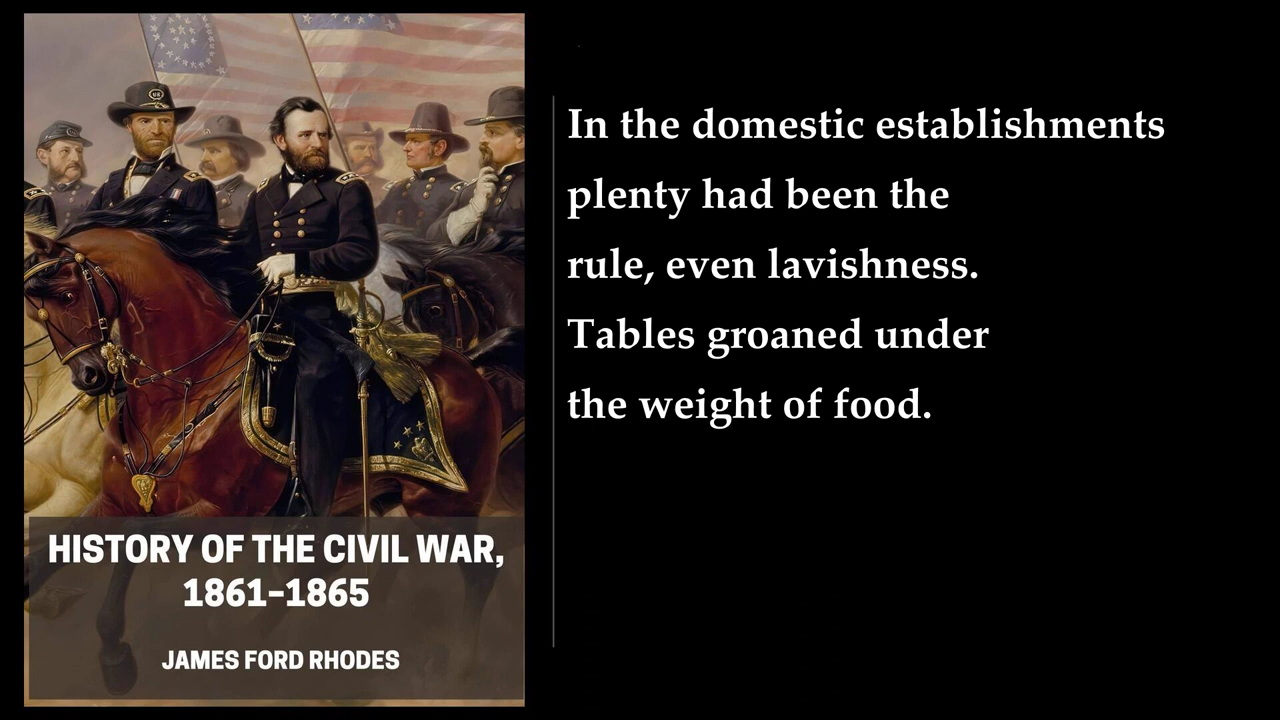 HISTORY OF THE CIVIL WAR,
1861–1865
JAMES FORD RHODES
In the domestic establishments
plenty had been the
rule, even lavishness.
Tables groaned under
the weight of food.